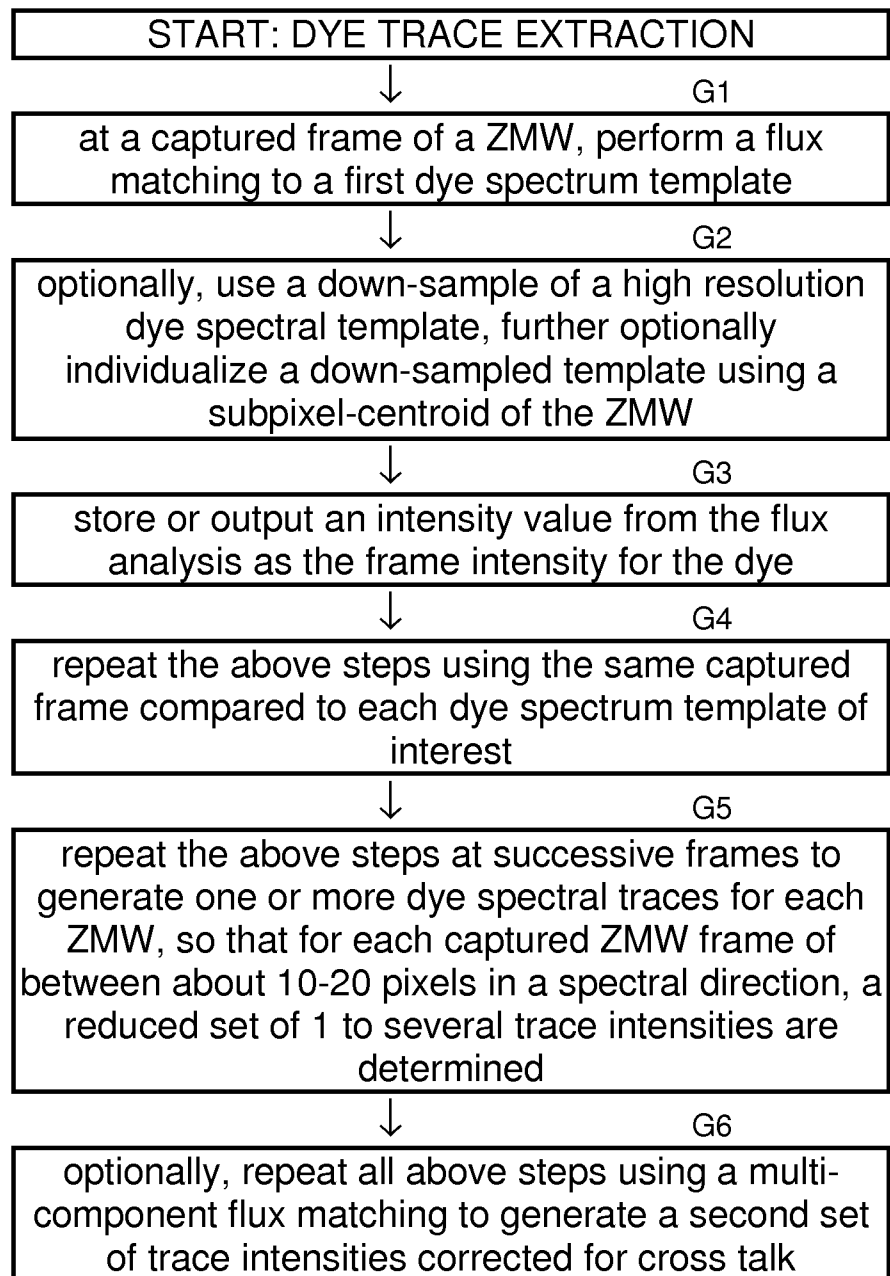 START: DYE TRACE EXTRACTION
↓ G1
at a captured frame of a ZMW, perform a flux
matching to a first dye spectrum template
↓ G2
optionally, use a down-sample of a high resolution
dye spectral template, further optionally
individualize a down-sampled template using a
subpixel-centroid of the ZMW
↓ G3
store or output an intensity value from the flux
analysis as the frame intensity for the dye
↓ G4
repeat the above steps using the same captured
frame compared to each dye spectrum template of
interest
↓ G5
repeat the above steps at successive frames to
generate one or more dye spectral traces for each
ZMW, so that for each captured ZMW frame of
between about 10-20 pixels in a spectral direction, a
reduced set of 1 to several trace intensities are
determined
↓ G6
optionally, repeat all above steps using a multi-
component flux matching to generate a second set
of trace intensities corrected for cross talk